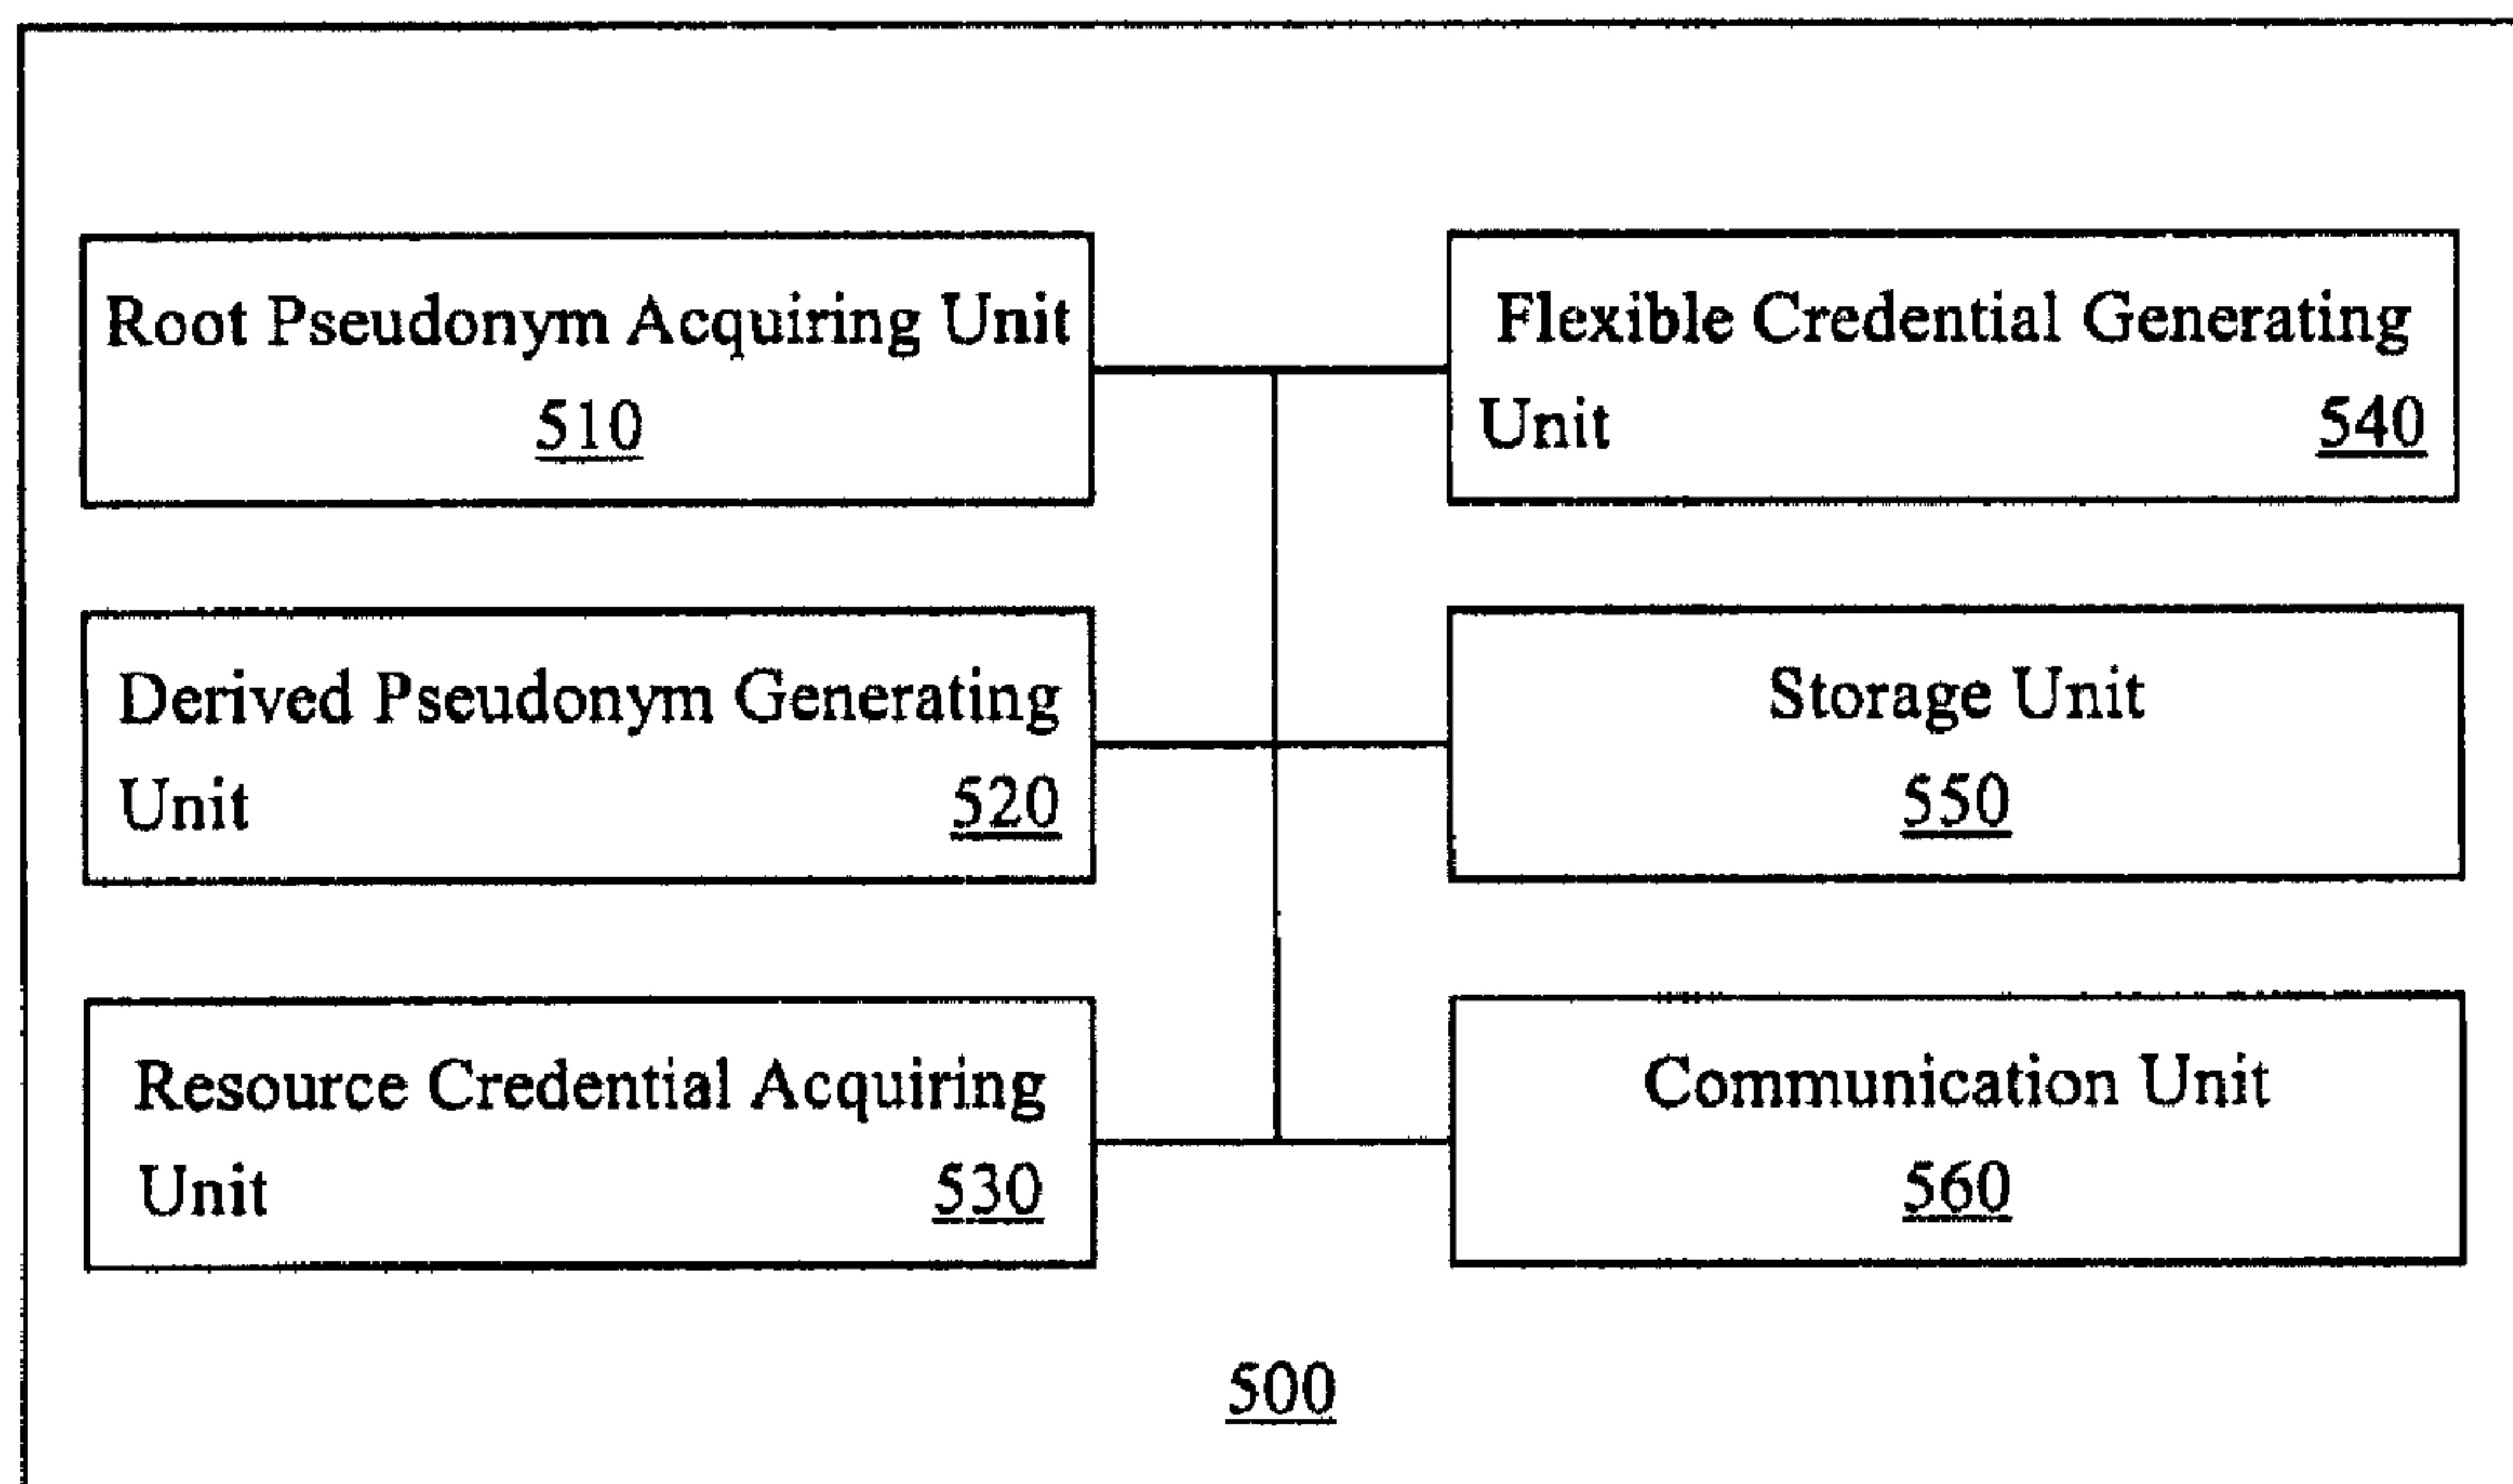 Root Pseudonym Acquiring Unit
510
Flexible Credential Generating
Unit 540
Derived Pseudonym Generating
Unit 520
Storage Unit
550
Resource Credential Acquiring
Unit 530
Communication Unit
560
500